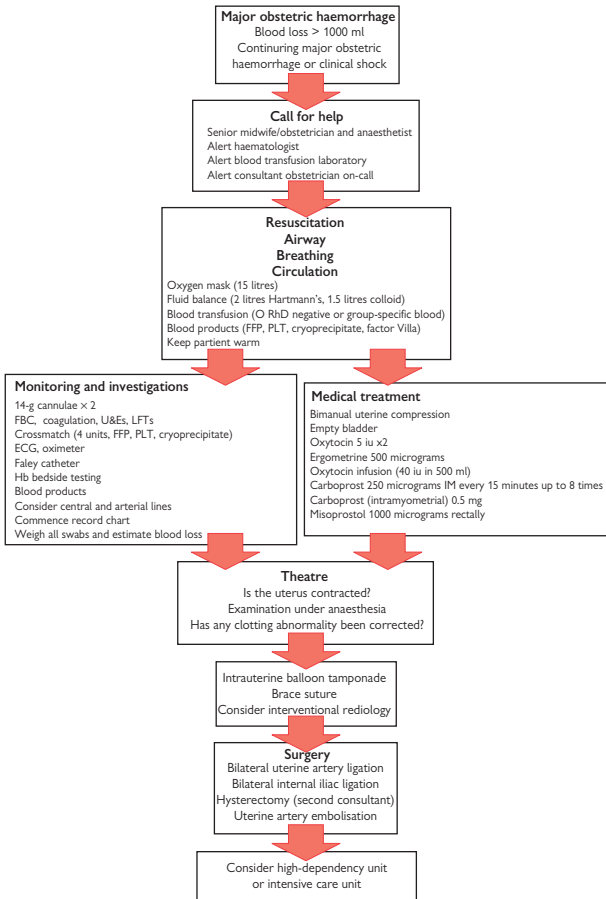 Major obstetric haemorrhage
Blood loss > 1000 ml
Continuring major obstetric
haemorrhage or clinical shock
Call for help
Senior midwife/obstetrician and anaesthetist
Alert haematologist
Alert blood transfusion laboratory
Alert consultant obstetrician on-call
Resuscitation
Airway
Breathing
Circulation
Oxygen mask (15 litres)
Fluid balance (2 litres Hartmann's, 1.5 litres colloid)
Blood transfusion (O RhD negative or group-specific blood)
Blood products (FFP, PLT, cryoprecipitate, factor Villa)
Keep partient warm
Monitoring and investigations
14-g cannulae × 2
FBC, coagulation, U&Es, LFTs
Crossmatch (4 units, FFP, PLT, cryoprecipitate)
ECG, oximeter
Faley catheter
Hb bedside testing
Blood products
Consider central and arterial lines
Commence record chart
Weigh all swabs and estimate blood loss
Medical treatment
Bimanual uterine compression
Empty bladder
Oxytocin 5 iu x2
Ergometrine 500 micrograms
Oxytocin infusion (40 iu in 500 ml)
Carboprost 250 micrograms IM every 15 minutes up to 8 times
Carboprost (intramyometrial) 0.5 mg
Misoprostol 1000 micrograms rectally
Theatre
Is the uterus contracted?
Examination under anaesthesia
Has any clotting abnormality been corrected?
Intrauterine balloon tamponade
Brace suture
Consider interventional rediology
Surgery
Bilateral uterine artery ligation
Bilateral internal iliac ligation
Hysterectomy (second consultant)
Uterine artery embolisation
Consider high-dependency unit
or intensive care unit